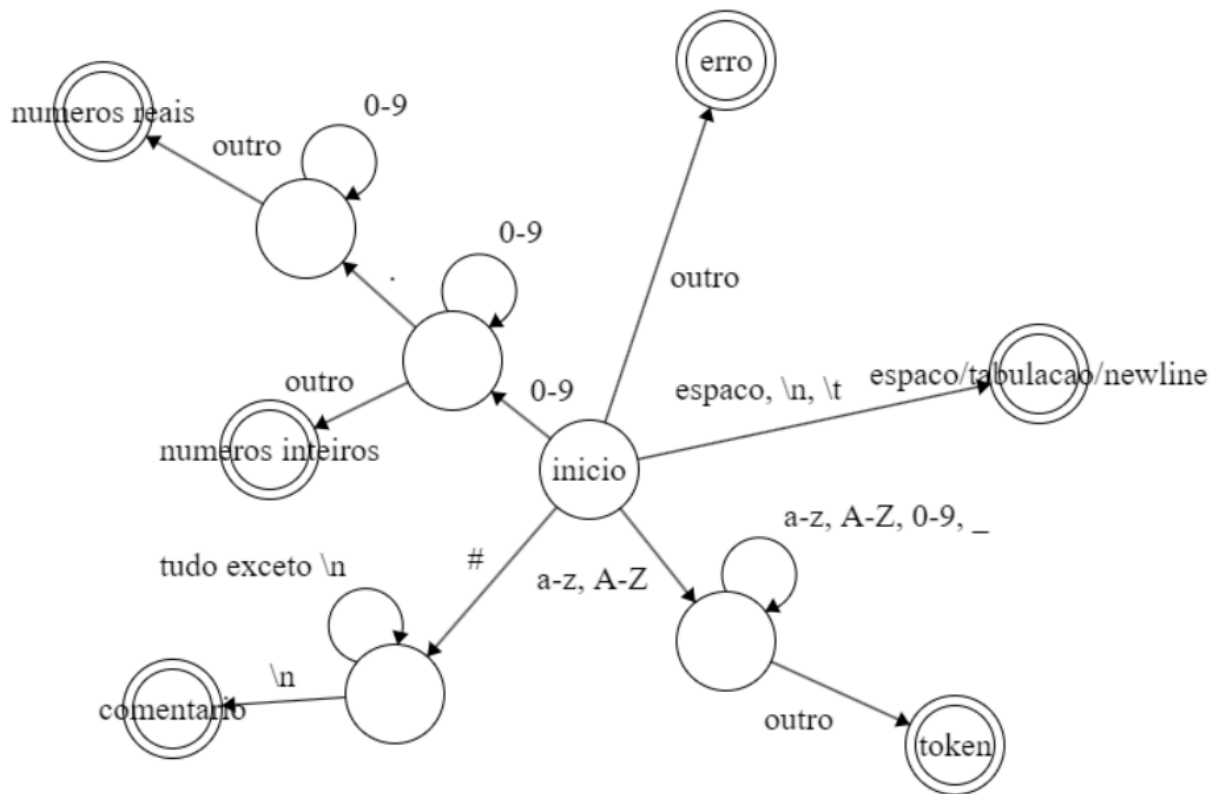 erro
0-9
numeros reais
outro
0-9
.
outro
outro
0-9
espaco, \n, \t
espaco/tabulacao/newline
numeros inteiros
inicio
a-z, A-Z, 0-9, _
tudo exceto \n
#
a-z, A-Z
\n
comentario
outro
token